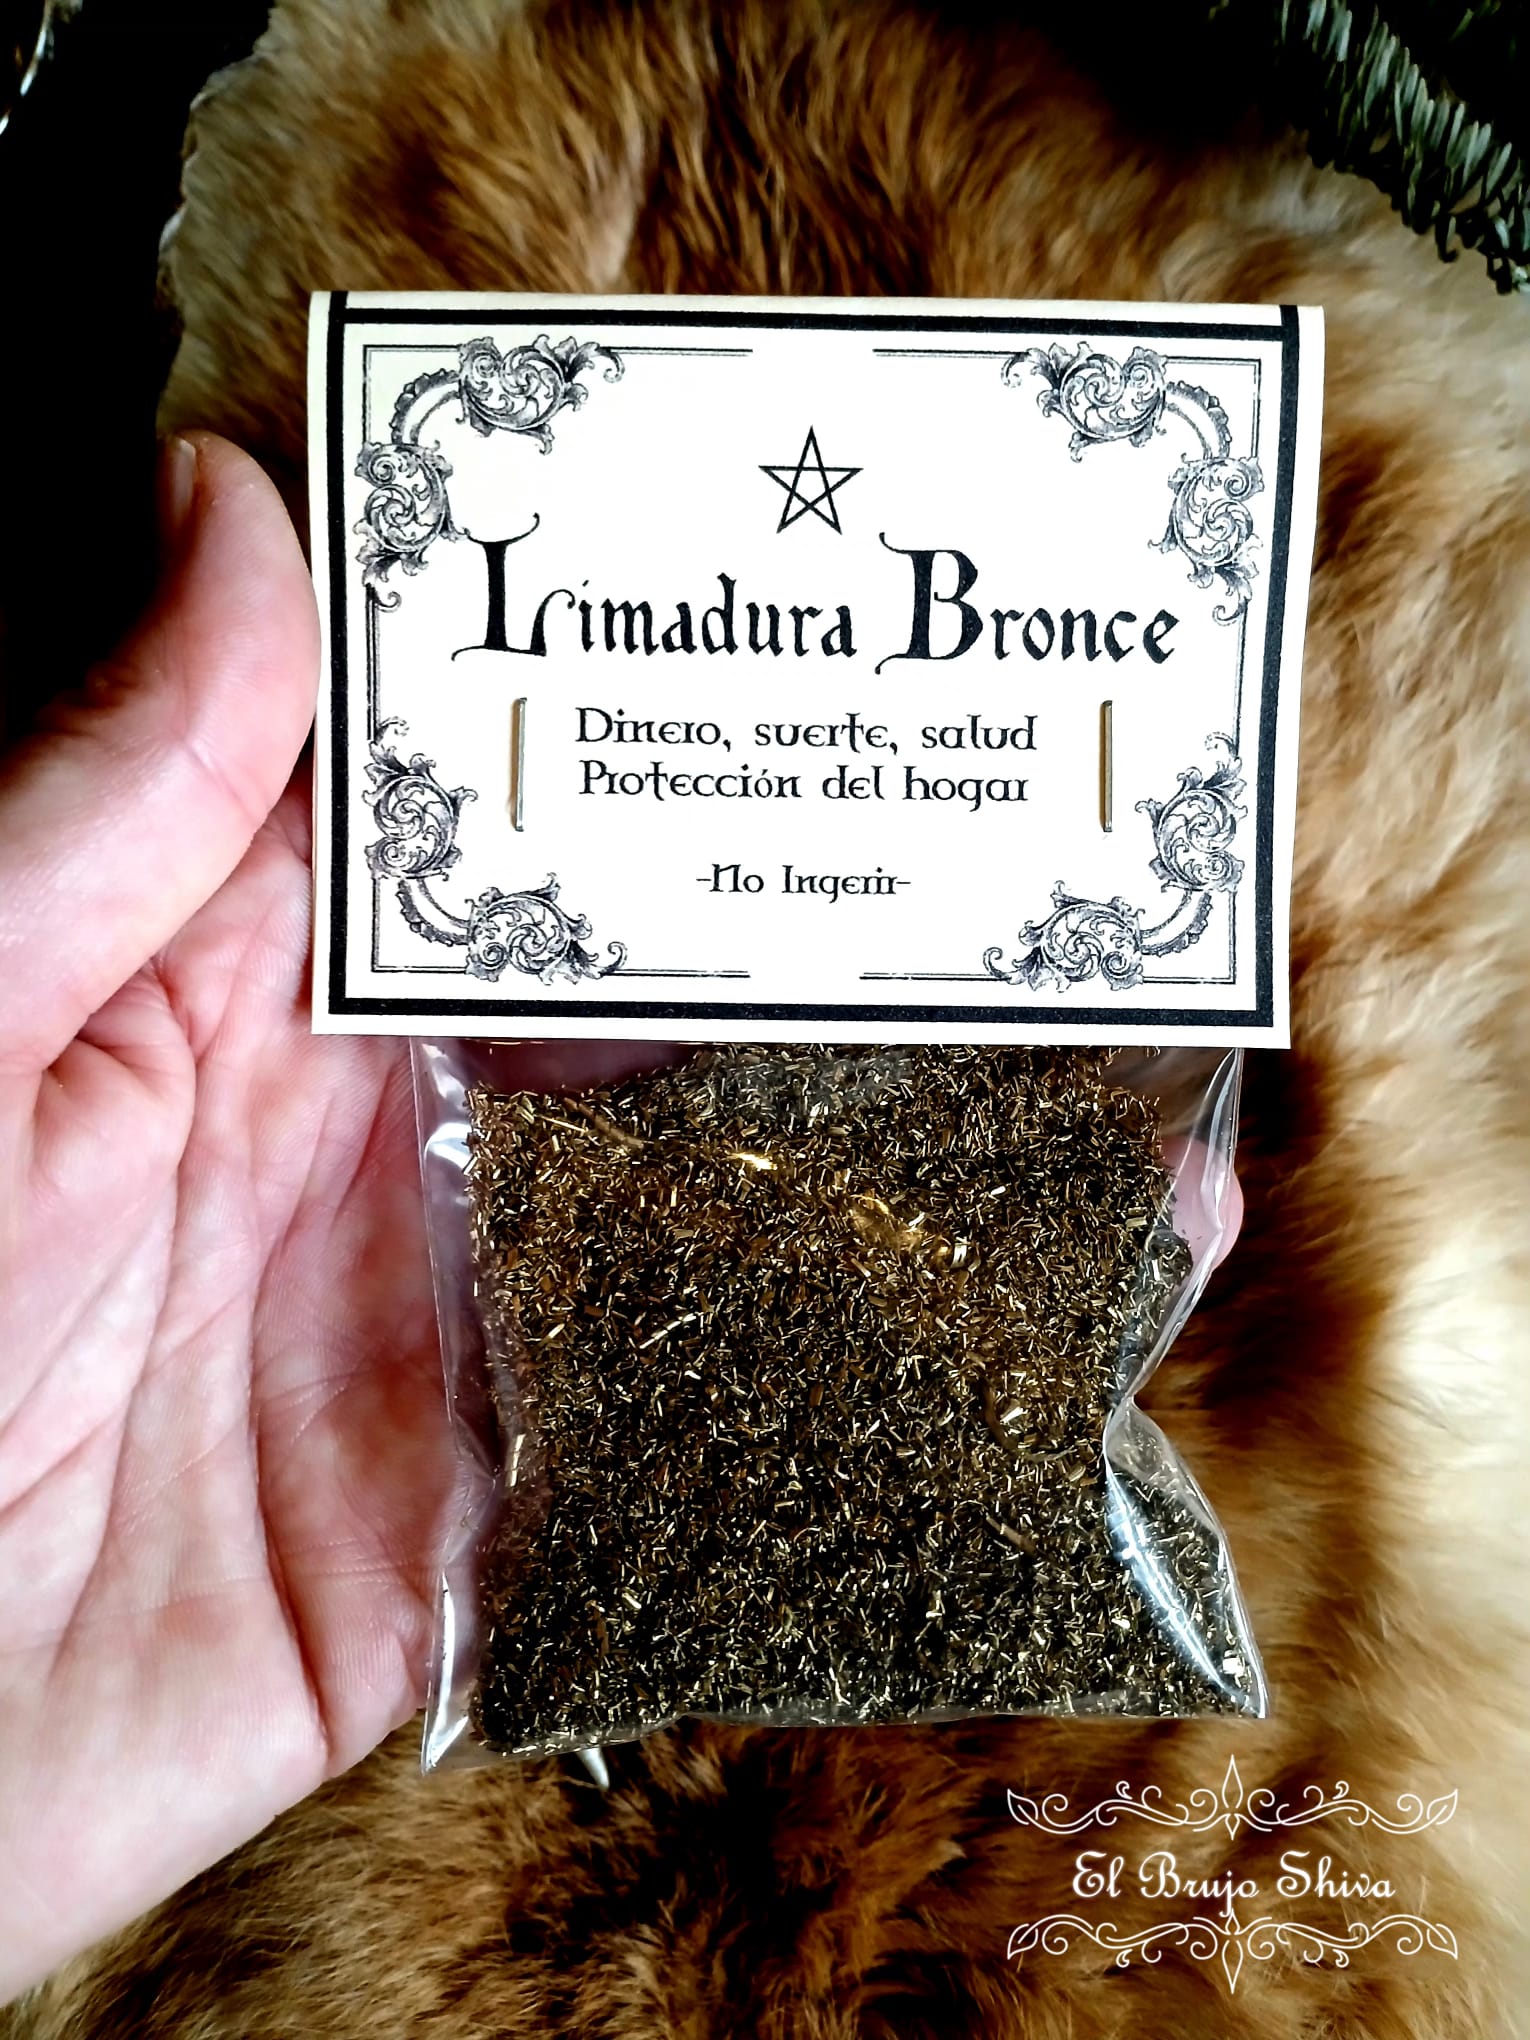 Limadura Bronce
Dinero, suerte, salud
Protección del hogar
-No Ingerir-
El Brujo Shiva